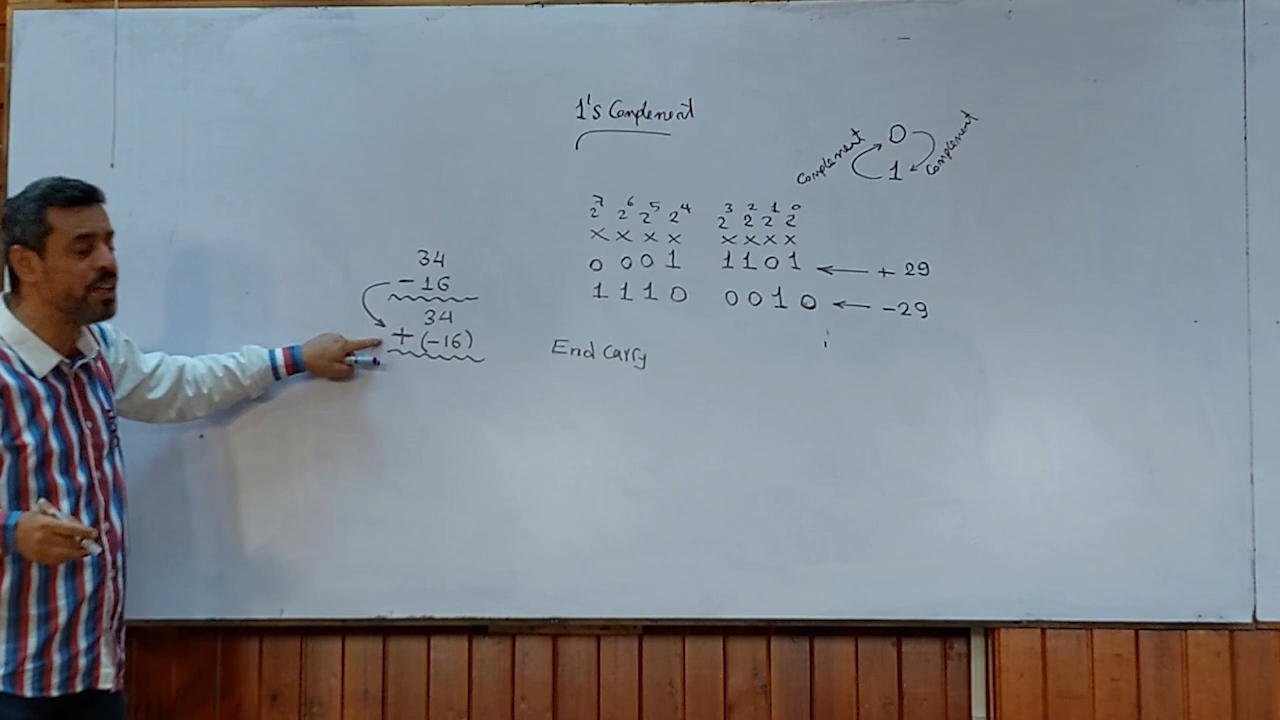 1's Complement
0
1
Complement
Complement
2^7 2^6 2^5 2^4 2^3 2^2 2^1 2^0
x x x x x x x x
0 0 0 1 1 1 0 1 ← + 29
1 1 1 0 0 0 1 0 ← -29
34
- 16
34
+ (-16)
End Carry